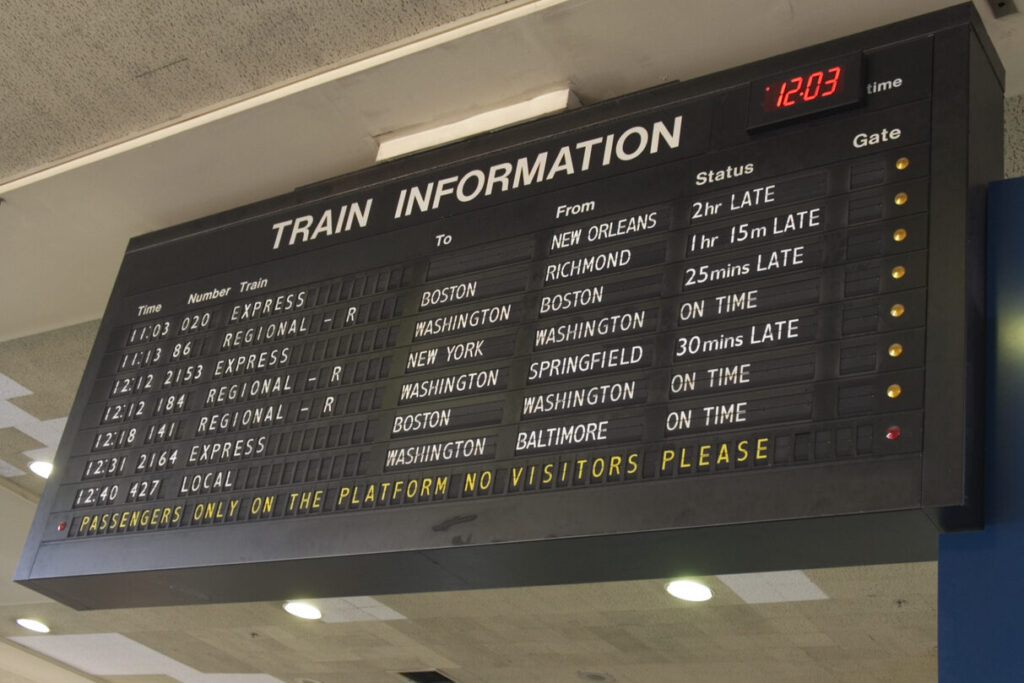 12:03 time
TRAIN INFORMATION
Time Number Train To From Status Gate
11:03 020 EXPRESS NEW ORLEANS 2hr LATE
11:13 86 REGIONAL - R BOSTON RICHMOND 1hr 15m LATE
12:12 2153 EXPRESS WASHINGTON BOSTON 25mins LATE
12:12 184 REGIONAL - R NEW YORK WASHINGTON ON TIME
12:18 141 REGIONAL - R WASHINGTON SPRINGFIELD 30mins LATE
12:31 2164 EXPRESS BOSTON WASHINGTON ON TIME
12:40 427 LOCAL WASHINGTON BALTIMORE ON TIME
PASSENGERS ONLY ON THE PLATFORM NO VISITORS PLEASE